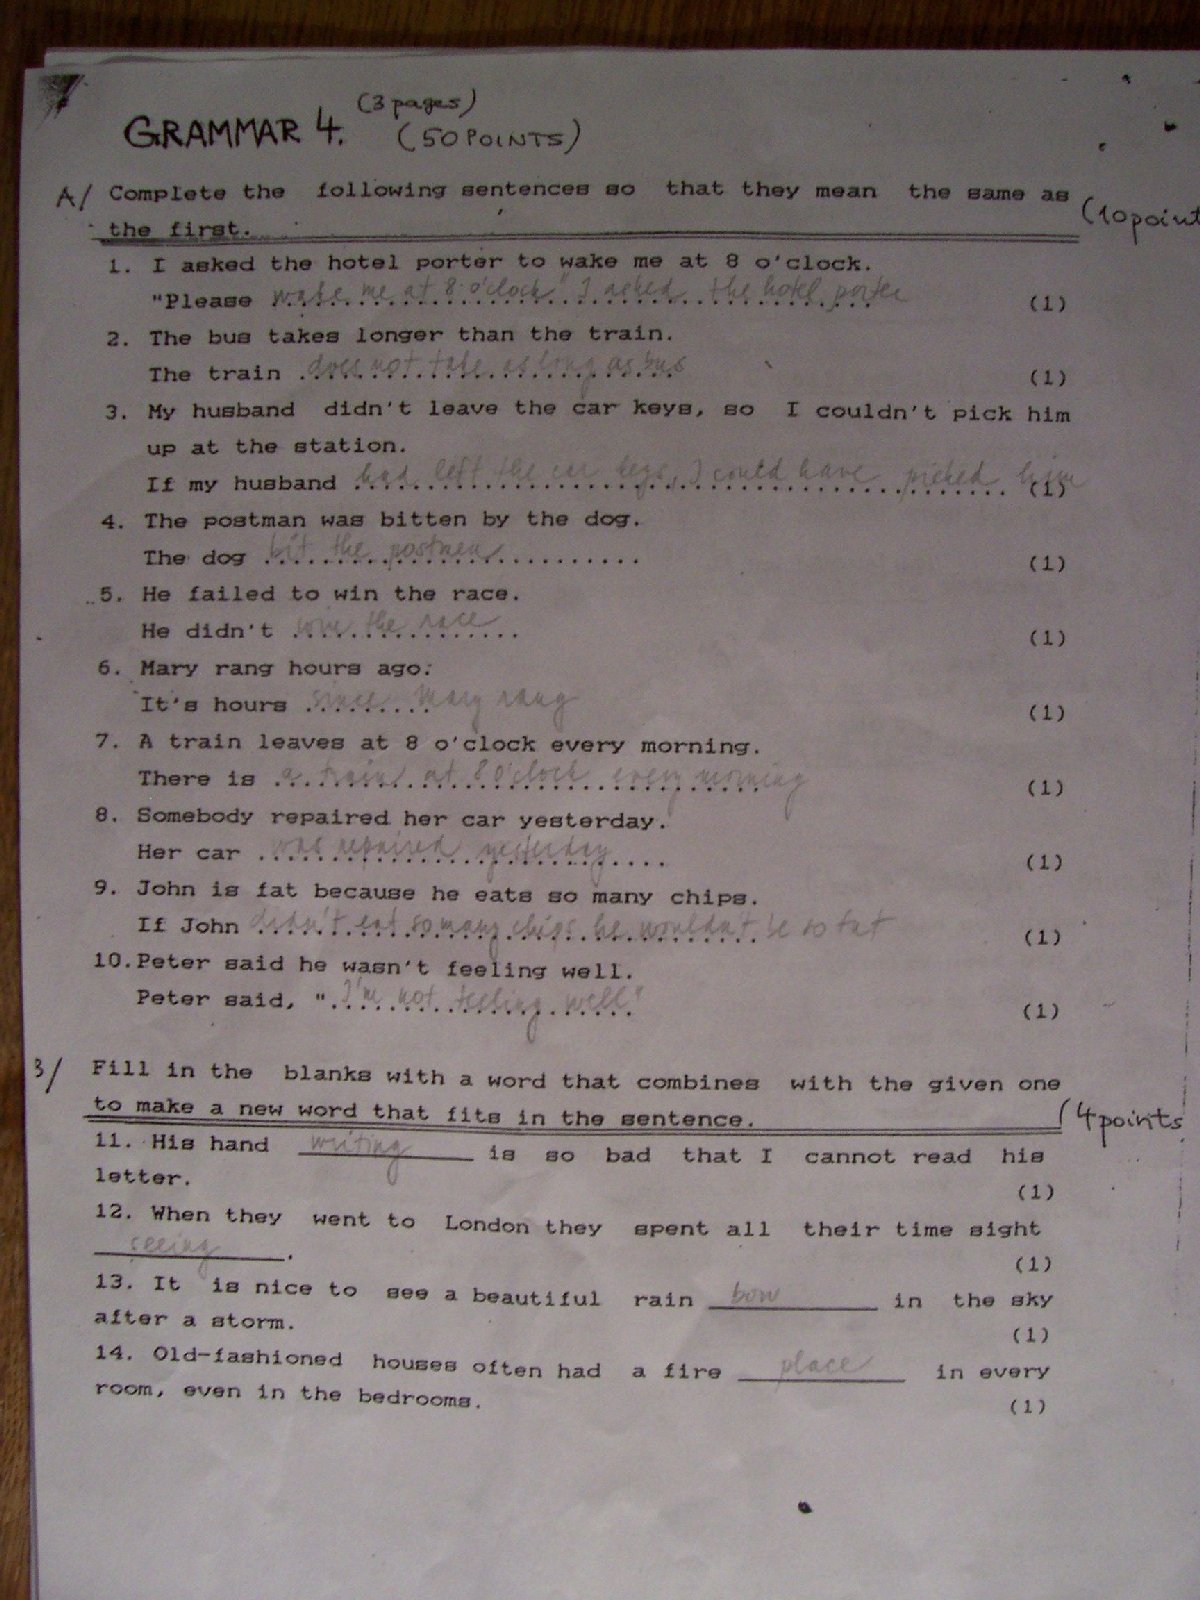 (3 pages)
GRAMMAR 4. (50 POINTS)
A/ Complete the following sentences so that they mean the same as
the first. (10 point
1. I asked the hotel porter to wake me at 8 o'clock.
"Please wake me at 8 o'clock" I asked the hotel porter (1)
2. The bus takes longer than the train.
The train does not take as long as bus (1)
3. My husband didn't leave the car keys, so I couldn't pick him
up at the station.
If my husband had left the car keys, I could have picked him (1)
4. The postman was bitten by the dog.
The dog bit the postman (1)
5. He failed to win the race.
He didn't win the race (1)
6. Mary rang hours ago.
It's hours since Mary rang (1)
7. A train leaves at 8 o'clock every morning.
There is a train at 8 o'clock every morning (1)
8. Somebody repaired her car yesterday.
Her car was repaired yesterday (1)
9. John is fat because he eats so many chips.
If John didn't eat so many chips he wouldn't be so fat (1)
10.Peter said he wasn't feeling well.
Peter said, "I'm not feeling well" (1)
B/ Fill in the blanks with a word that combines with the given one
to make a new word that fits in the sentence. (4 points
11. His hand writing is so bad that I cannot read his
letter. (1)
12. When they went to London they spent all their time sight
seeing. (1)
13. It is nice to see a beautiful rain bow in the sky
after a storm. (1)
14. Old-fashioned houses often had a fire place in every
room, even in the bedrooms. (1)